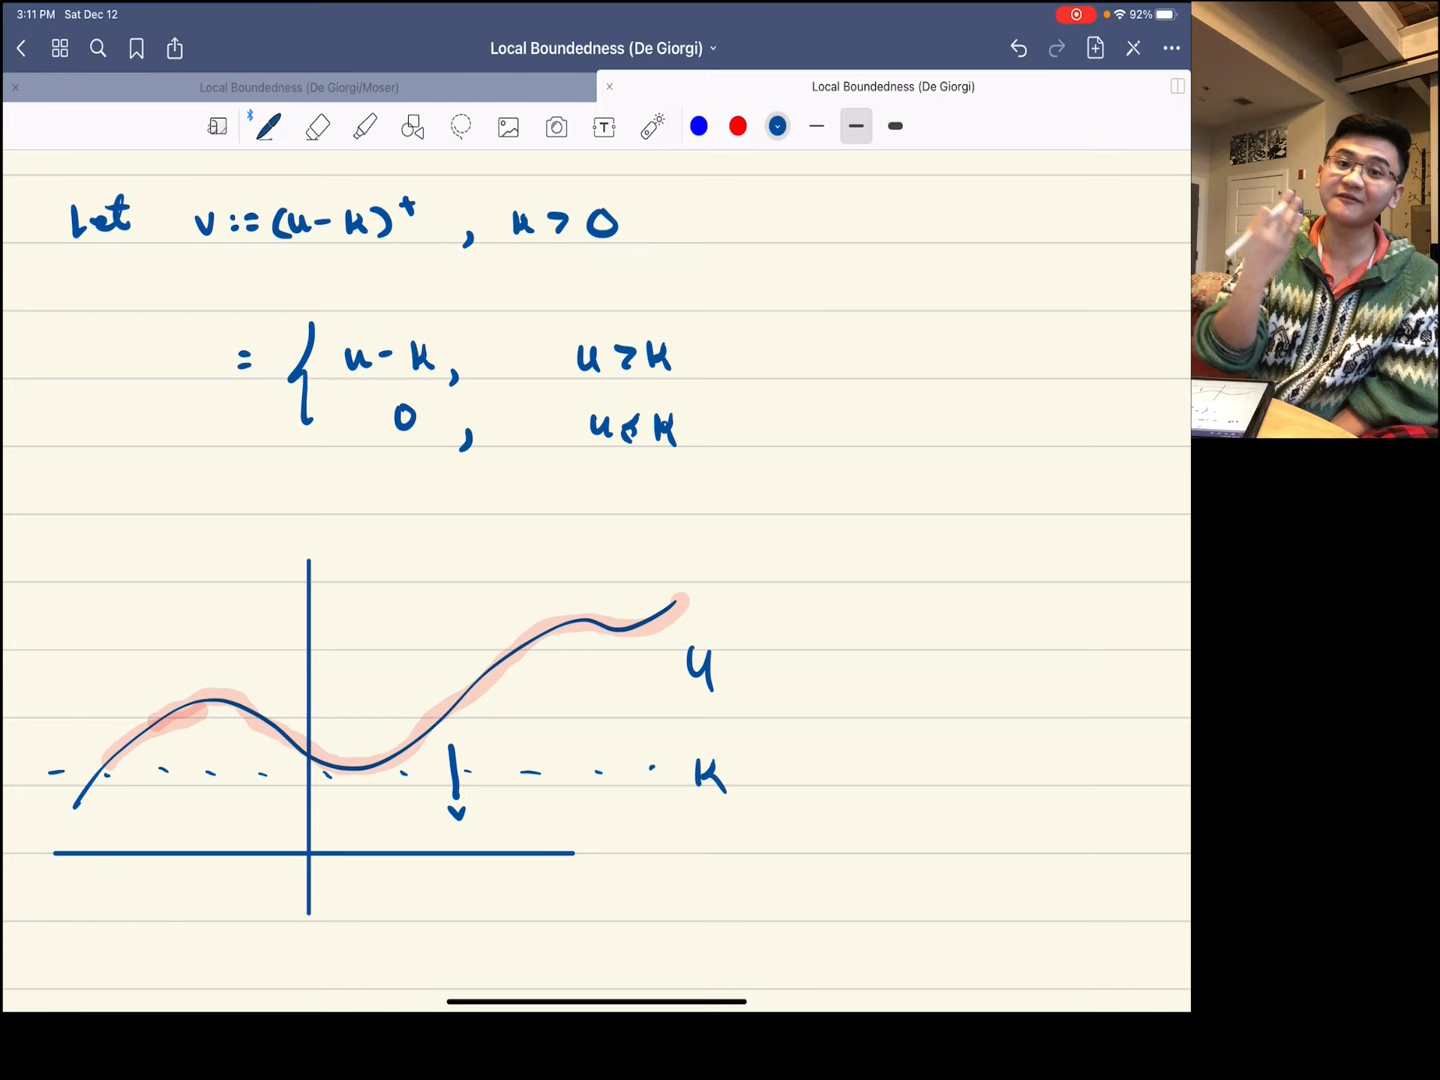 3:11 PM Sat Dec 12
92%
Local Boundedness (De Giorgi)
Local Boundedness (De Giorgi/Moser)
Local Boundedness (De Giorgi)
Let v := (u-k)⁺ , k > 0
= { u-k, u > k
0 , u ≤ k
u
k